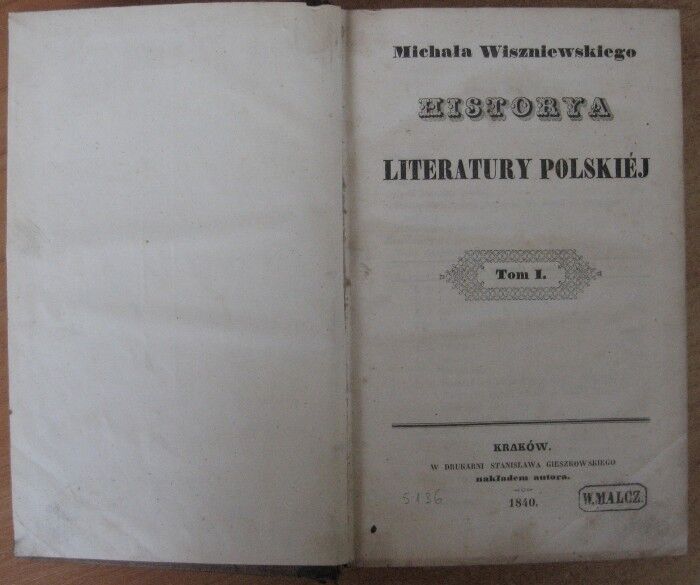 Michała Wiszniewskiego
HISTORYA
LITERATURY POLSKIÉJ
Tom I.
KRAKÓW.
W DRUKARNI STANISŁAWA GIESZKOWSKIEGO
nakładem autora.
1840.
5136
W. MALCZ.